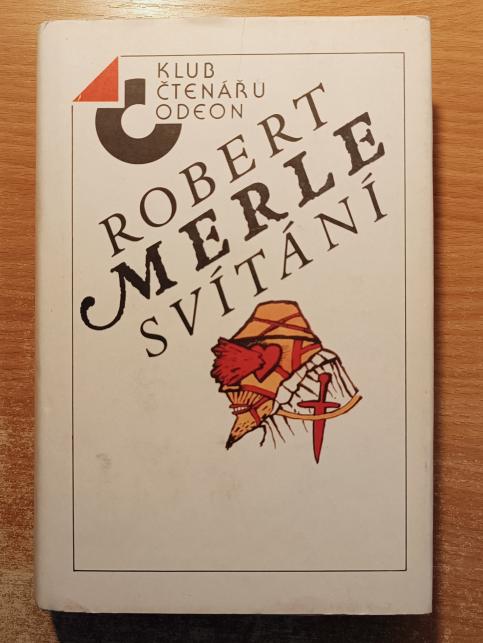 KLUB
ČTENÁŘŮ
ODEON
ROBERT
MERLE
SVÍTÁNÍ